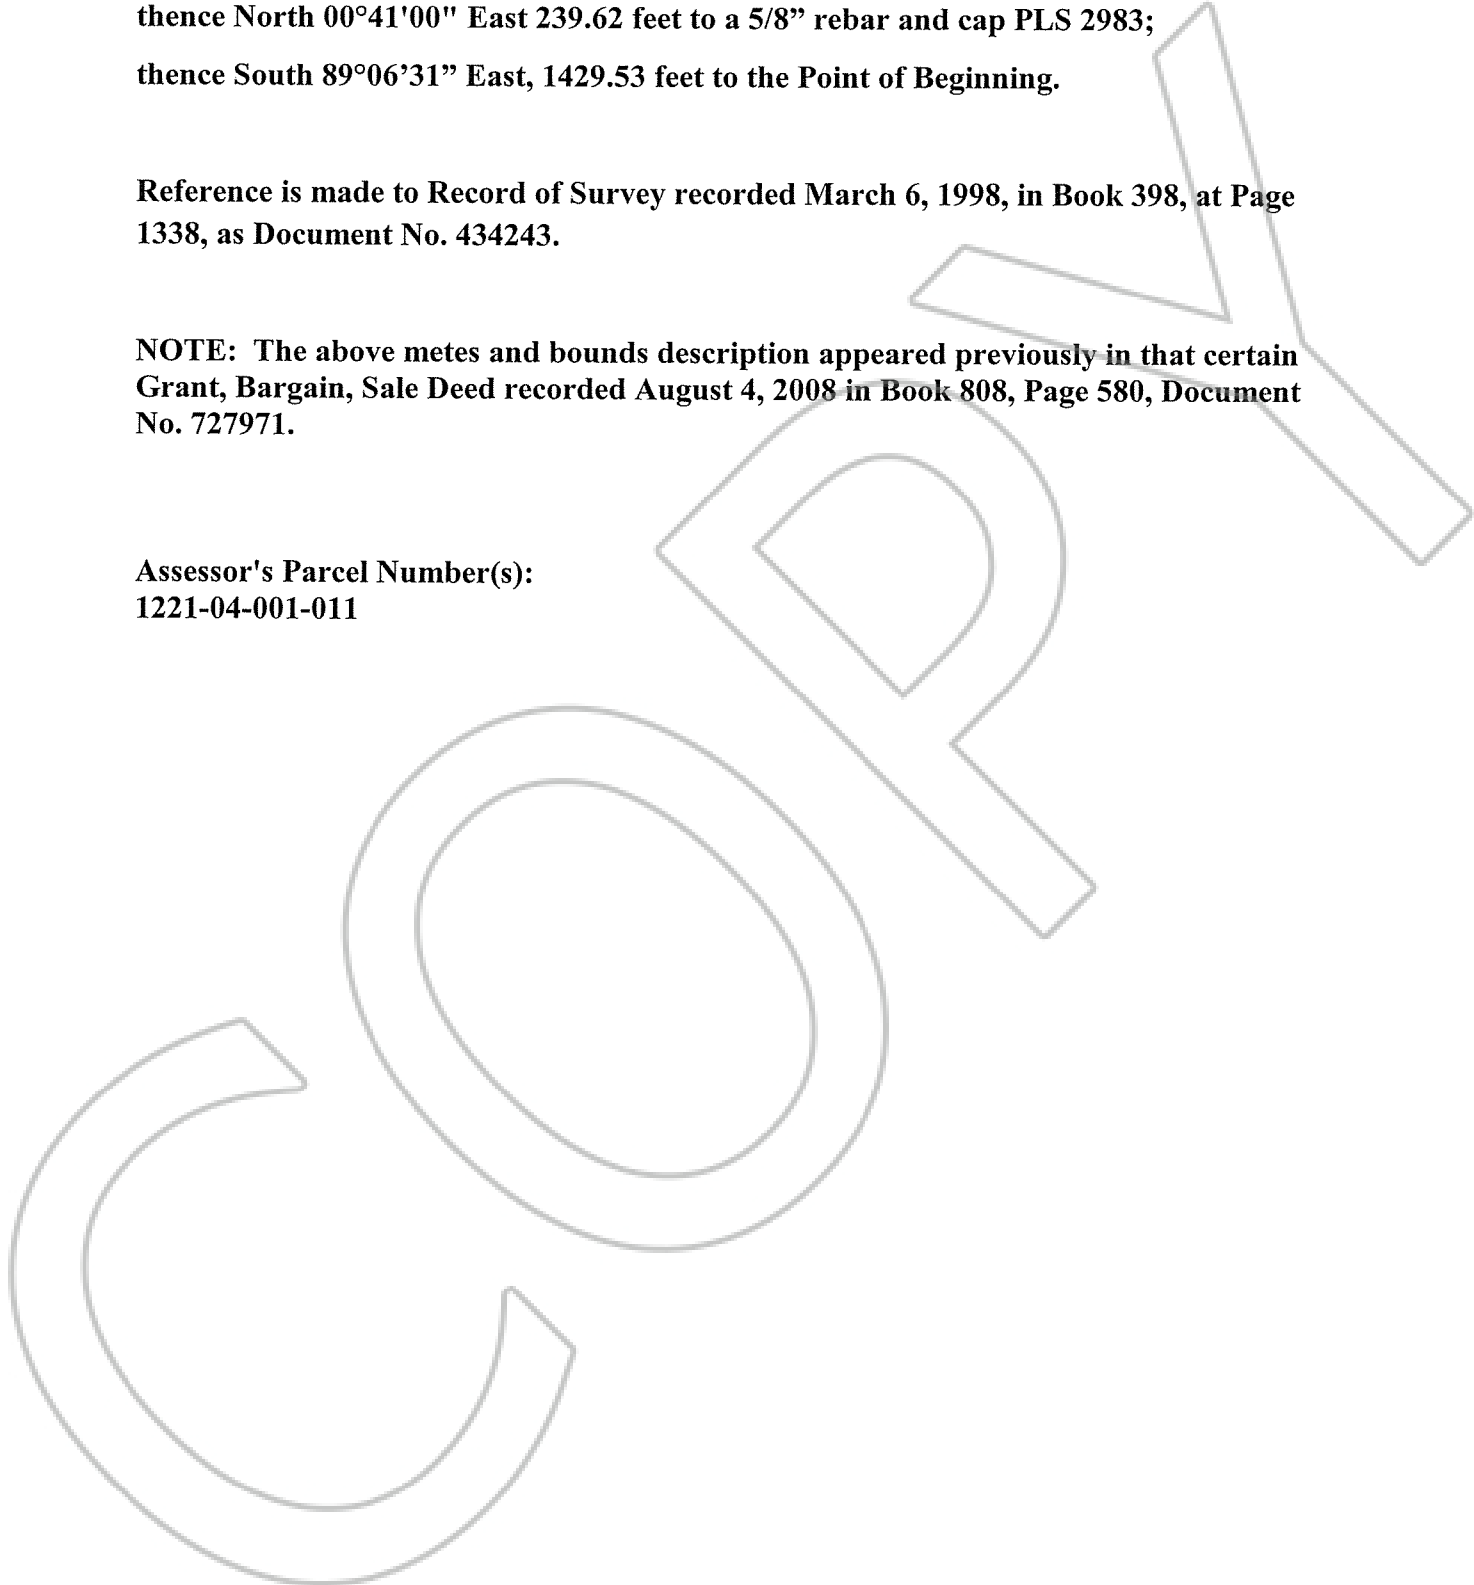 thence North 00°41'00" East 239.62 feet to a 5/8” rebar and cap PLS 2983;
thence South 89°06’31” East, 1429.53 feet to the Point of Beginning.
Reference is made to Record of Survey recorded March 6, 1998, in Book 398, at Page
1338, as Document No. 434243.
NOTE:  The above metes and bounds description appeared previously in that certain
Grant, Bargain, Sale Deed recorded August 4, 2008 in Book 808, Page 580, Document
No. 727971.
Assessor's Parcel Number(s):
1221-04-001-011
COPY